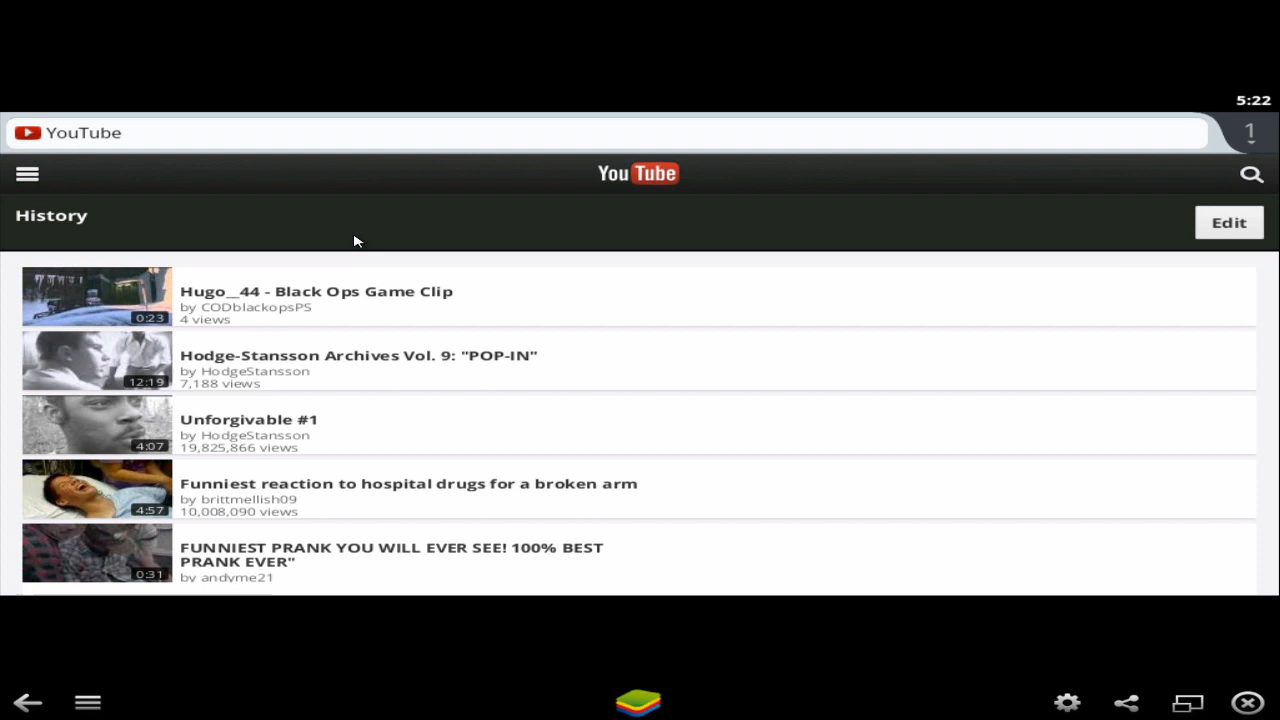 5:22
YouTube
1
YouTube
History
Edit
Hugo__44 - Black Ops Game Clip
by CODblackopsPS
4 views
0:23
Hodge-Stansson Archives Vol. 9: "POP-IN"
by HodgeStansson
7,188 views
12:19
Unforgivable #1
by HodgeStansson
19,825,866 views
4:07
Funniest reaction to hospital drugs for a broken arm
by brittmellish09
10,008,090 views
4:57
FUNNIEST PRANK YOU WILL EVER SEE! 100% BEST
PRANK EVER"
by andyme21
0:31